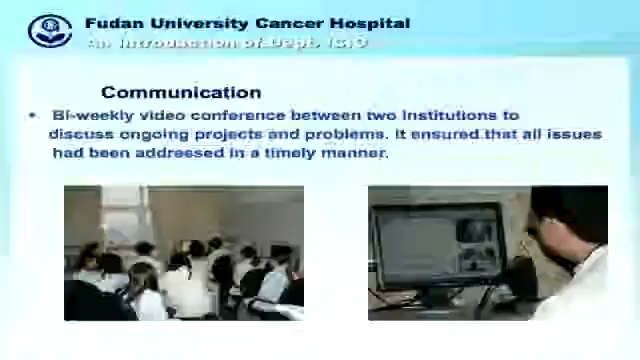 Fudan University Cancer Hospital
An Introduction of Dept.
Communication
• Bi-weekly video conference between two Institutions to
discuss ongoing projects and problems. It ensured that all issues
had been addressed in a timely manner.